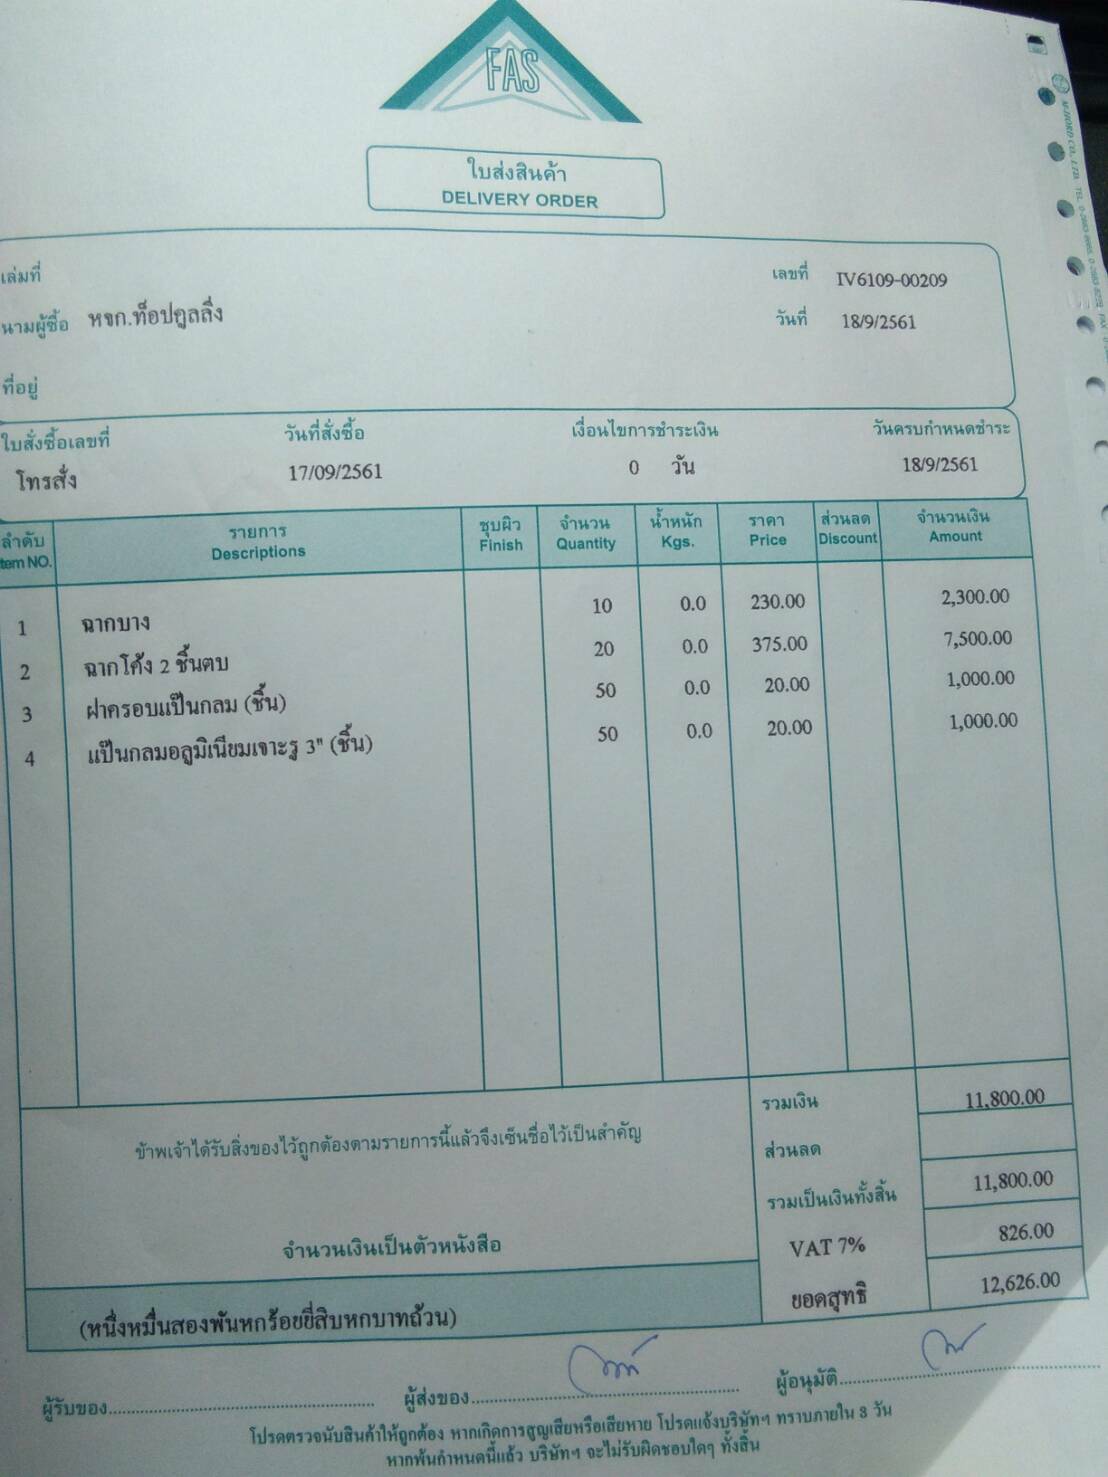 FAS
ใบส่งสินค้า
DELIVERY ORDER
เล่มที่
เลขที่ IV6109-00209
นามผู้ซื้อ หจก.ท็อปคูลลิ่ง
วันที่ 18/9/2561
ที่อยู่
ใบสั่งซื้อเลขที่ วันที่สั่งซื้อ เงื่อนไขการชำระเงิน วันครบกำหนดชำระ
โทรสั่ง 17/09/2561 0 วัน 18/9/2561
ลำดับ รายการ ชุบผิว จำนวน น้ำหนัก ราคา ส่วนลด จำนวนเงิน
tem NO. Descriptions Finish Quantity Kgs. Price Discount Amount
1 ฉากบาง 10 0.0 230.00 2,300.00
2 ฉากโค้ง 2 ชิ้นตบ 20 0.0 375.00 7,500.00
3 ฝาครอบแป๊นกลม (ชิ้น) 50 0.0 20.00 1,000.00
4 แป๊นกลมอลูมิเนียมเจาะรู 3" (ชิ้น) 50 0.0 20.00 1,000.00
รวมเงิน 11,800.00
ข้าพเจ้าได้รับสิ่งของไว้ถูกต้องตามรายการนี้แล้วจึงเซ็นชื่อไว้เป็นสำคัญ
ส่วนลด
รวมเป็นเงินทั้งสิ้น 11,800.00
จำนวนเงินเป็นตัวหนังสือ
VAT 7% 826.00
(หนึ่งหมื่นสองพันหกร้อยยี่สิบหกบาทถ้วน)
ยอดสุทธิ 12,626.00
ผู้รับของ ผู้ส่งของ ผู้อนุมัติ
โปรดตรวจนับสินค้าให้ถูกต้อง หากเกิดการสูญเสียหรือเสียหาย โปรดแจ้งบริษัทฯ ทราบภายใน 3 วัน
หากพ้นกำหนดนี้แล้ว บริษัทฯ จะไม่รับผิดชอบใดๆ ทั้งสิ้น